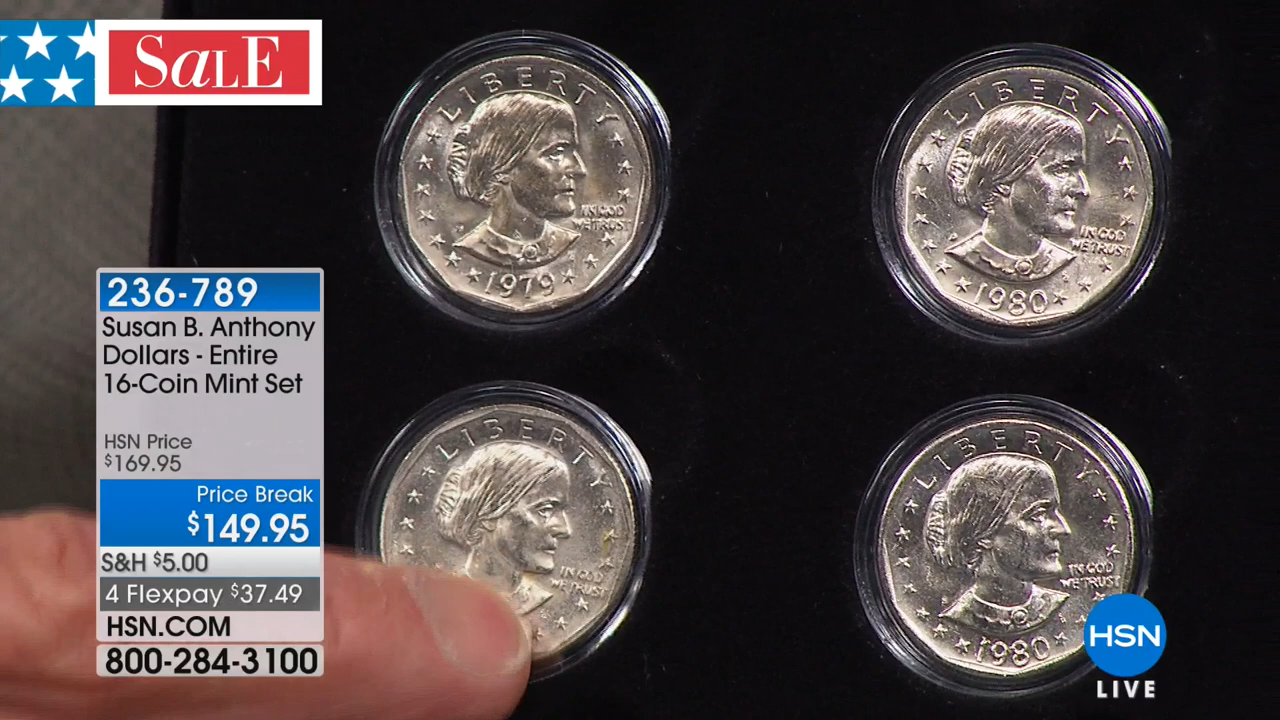 SALE
236-789
Susan B. Anthony
Dollars - Entire
16-Coin Mint Set
HSN Price
$169.95
Price Break
$149.95
S&H $5.00
4 Flexpay $37.49
HSN.COM
800-284-3100
LIBERTY
IN GOD
WE TRUST
1979
LIBERTY
IN GOD
WE TRUST
1980
LIBERTY
IN GOD
WE TRUST
LIBERTY
IN GOD
WE TRUST
1980
HSN
LIVE